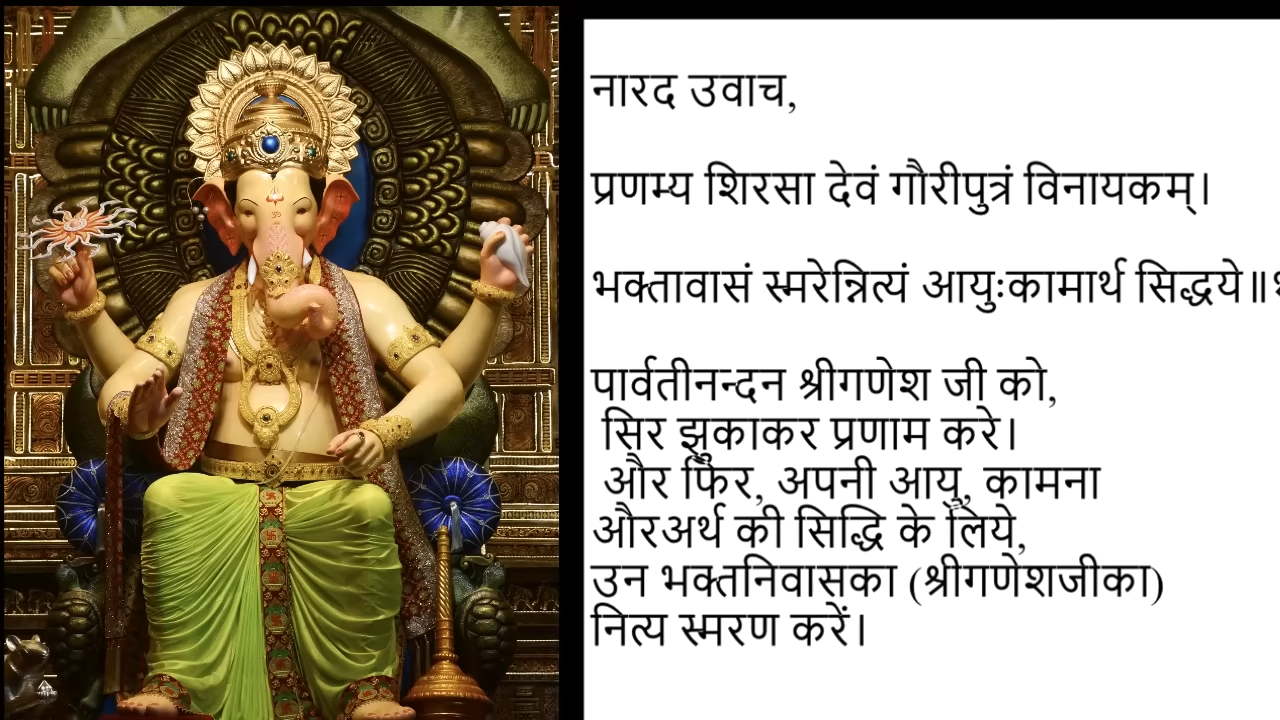 नारद उवाच,
प्रणम्य शिरसा देवं गौरीपुत्रं विनायकम्।
भक्तावासं स्मरेन्नित्यं आयुःकामार्थ सिद्धये॥
पार्वतीनन्दन श्रीगणेश जी को,
सिर झुकाकर प्रणाम करे।
और फिर, अपनी आयु, कामना
औरअर्थ की सिद्धि के लिये,
उन भक्तनिवासका (श्रीगणेशजीका)
नित्य स्मरण करें।